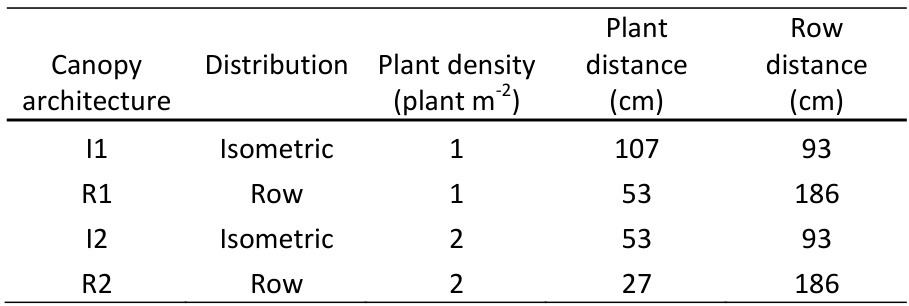 Plant Row
Canopy Distribution Plant density distance distance
architecture (plant m-2) (cm) (cm)
I1 Isometric 1 107 93
R1 Row 1 53 186
I2 Isometric 2 53 93
R2 Row 2 27 186